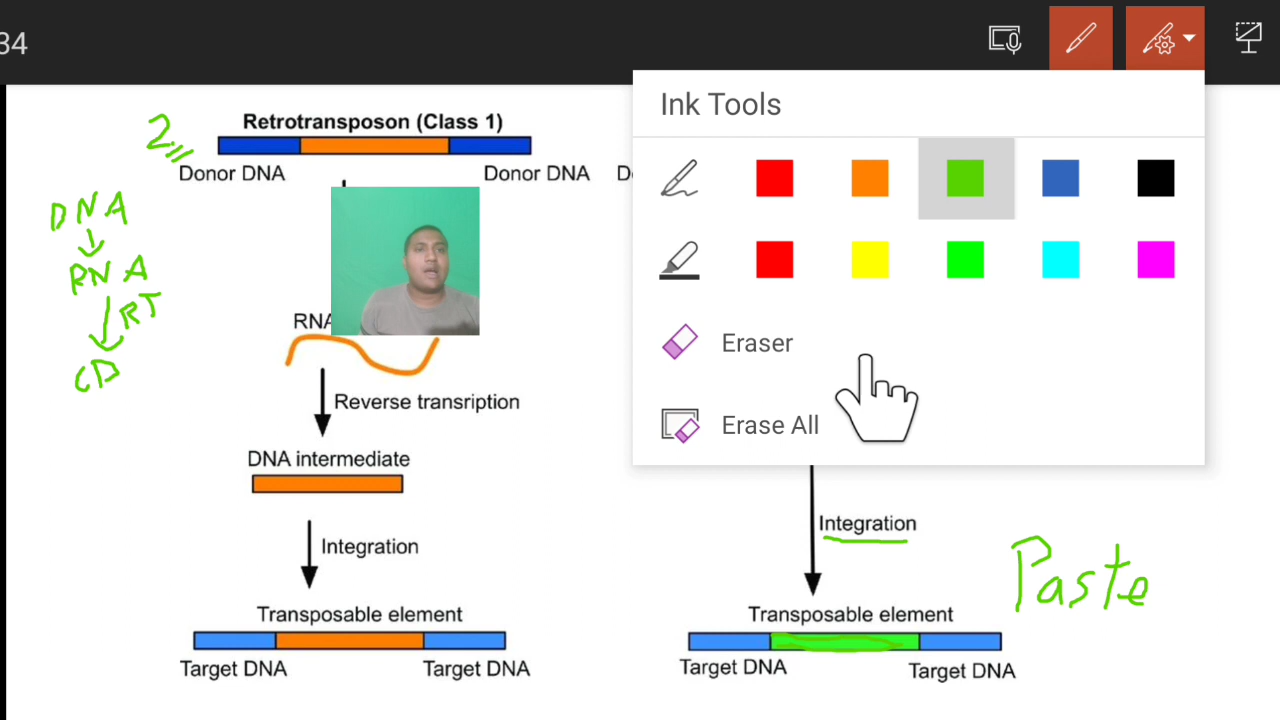 34
Ink Tools
Eraser
Erase All
Retrotransposon (Class 1)
2
Donor DNA
Donor DNA
D
DNA
RNA
RT
CD
RNA
Reverse transription
DNA intermediate
Integration
Transposable element
Target DNA
Target DNA
Integration
Paste
Transposable element
Target DNA
Target DNA